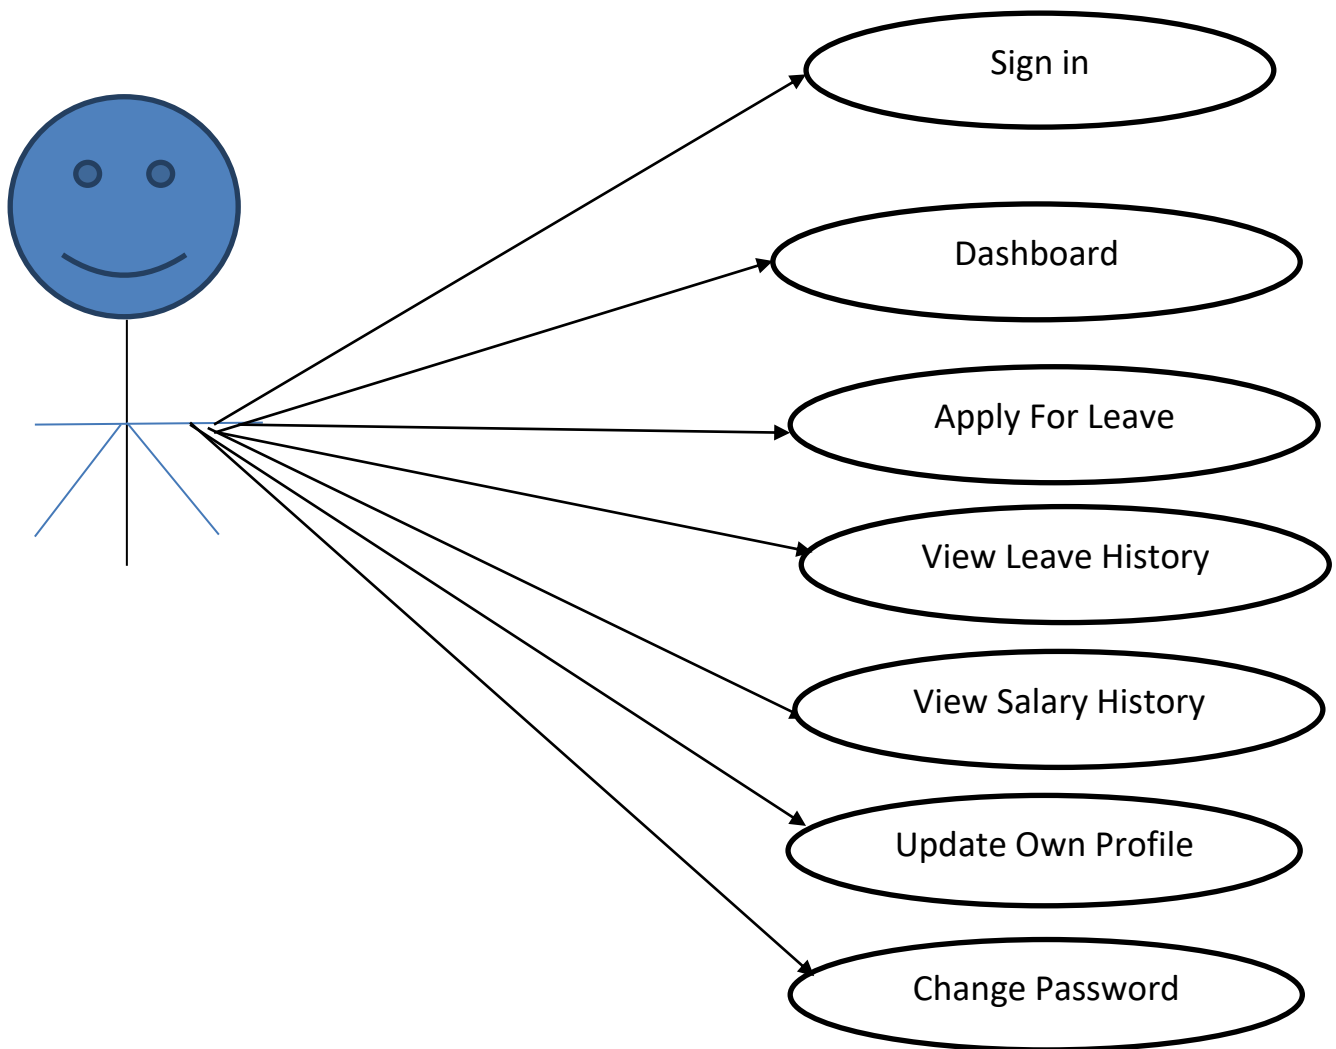 Sign in
Dashboard
Apply For Leave
View Leave History
View Salary History
Update Own Profile
Change Password